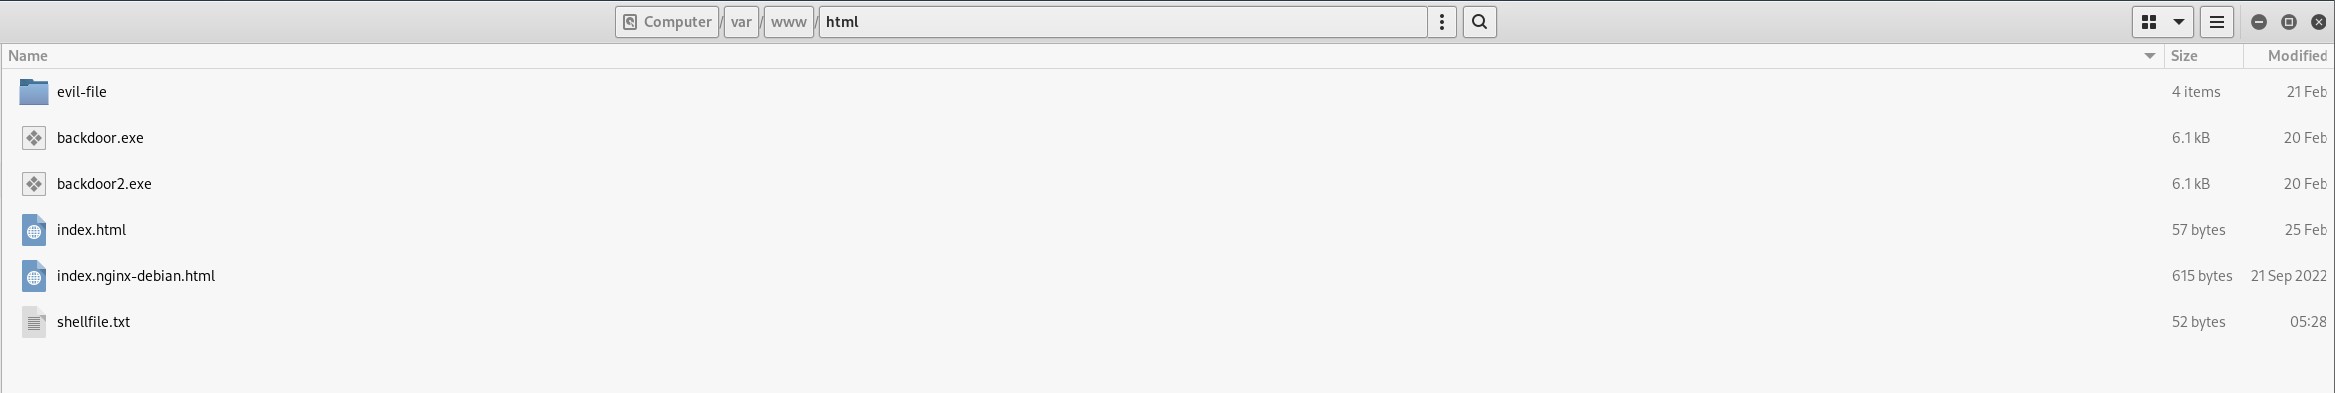 Computer / var / www / html
Name Size Modified
evil-file 4 items 21 Feb
backdoor.exe 6.1 kB 20 Feb
backdoor2.exe 6.1 kB 20 Feb
index.html 57 bytes 25 Feb
index.nginx-debian.html 615 bytes 21 Sep 2022
shellfile.txt 52 bytes 05:28